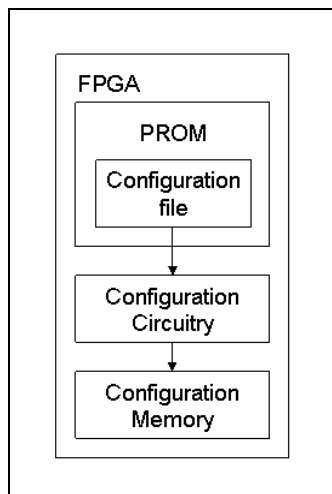 FPGA
PROM
Configuration
file
Configuration
Circuitry
Configuration
Memory